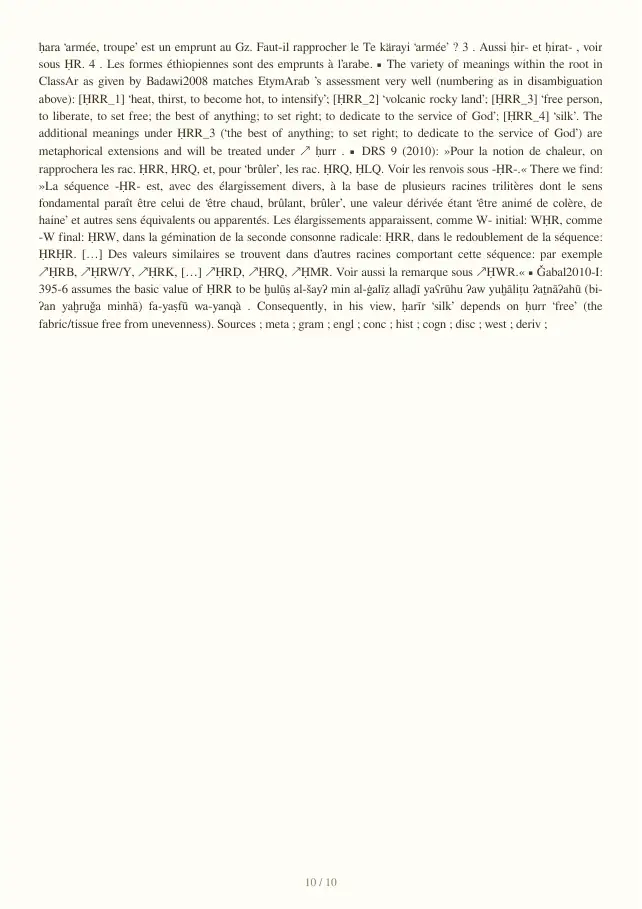 ḥara ‘armée, troupe’ est un emprunt au Gz. Faut-il rapprocher le Te kärayi ‘armée’ ? 3 . Aussi ḥir- et ḥirat- , voir
sous ḤR. 4 . Les formes éthiopiennes sont des emprunts à l’arabe. ▪ The variety of meanings within the root in
ClassAr as given by Badawi2008 matches EtymArab ’s assessment very well (numbering as in disambiguation
above): [ḤRR_1] ‘heat, thirst, to become hot, to intensify’; [ḤRR_2] ‘volcanic rocky land’; [ḤRR_3] ‘free person,
to liberate, to set free; the best of anything; to set right; to dedicate to the service of God’; [ḤRR_4] ‘silk’. The
additional meanings under ḤRR_3 (‘the best of anything; to set right; to dedicate to the service of God’) are
metaphorical extensions and will be treated under ↗ ḥurr . ▪ DRS 9 (2010): »Pour la notion de chaleur, on
rapprochera les rac. ḤRR, ḤRQ, et, pour ‘brûler’, les rac. ḤRQ, ḤLQ. Voir les renvois sous -ḤR-.« There we find:
»La séquence -ḤR- est, avec des élargissement divers, à la base de plusieurs racines trilitères dont le sens
fondamental paraît être celui de ‘être chaud, brûlant, brûler’, une valeur dérivée étant ‘être animé de colère, de
haine’ et autres sens équivalents ou apparentés. Les élargissements apparaissent, comme W- initial: WḤR, comme
-W final: ḤRW, dans la gémination de la seconde consonne radicale: ḤRR, dans le redoublement de la séquence:
ḤRḤR. […] Des valeurs similaires se trouvent dans d’autres racines comportant cette séquence: par exemple
↗ḤRB, ↗ḤRW/Y, ↗ḤRK, […] ↗ḤRḌ, ↗ḤRQ, ↗ḤMR. Voir aussi la remarque sous ↗ḤWR.« ▪ Ǧabal2010-I:
395-6 assumes the basic value of ḤRR to be ḫulūṣ al-šayʔ min al-ġalīẓ allaḏī yaʕrūhu ʔaw yuḫāliṭu ʔaṯnāʔahū (bi-
ʔan yaḫruǧa minhā) fa-yaṣfū wa-yanqà . Consequently, in his view, ḥarīr ‘silk’ depends on ḥurr ‘free’ (the
fabric/tissue free from unevenness). Sources ; meta ; gram ; engl ; conc ; hist ; cogn ; disc ; west ; deriv ;
10 / 10